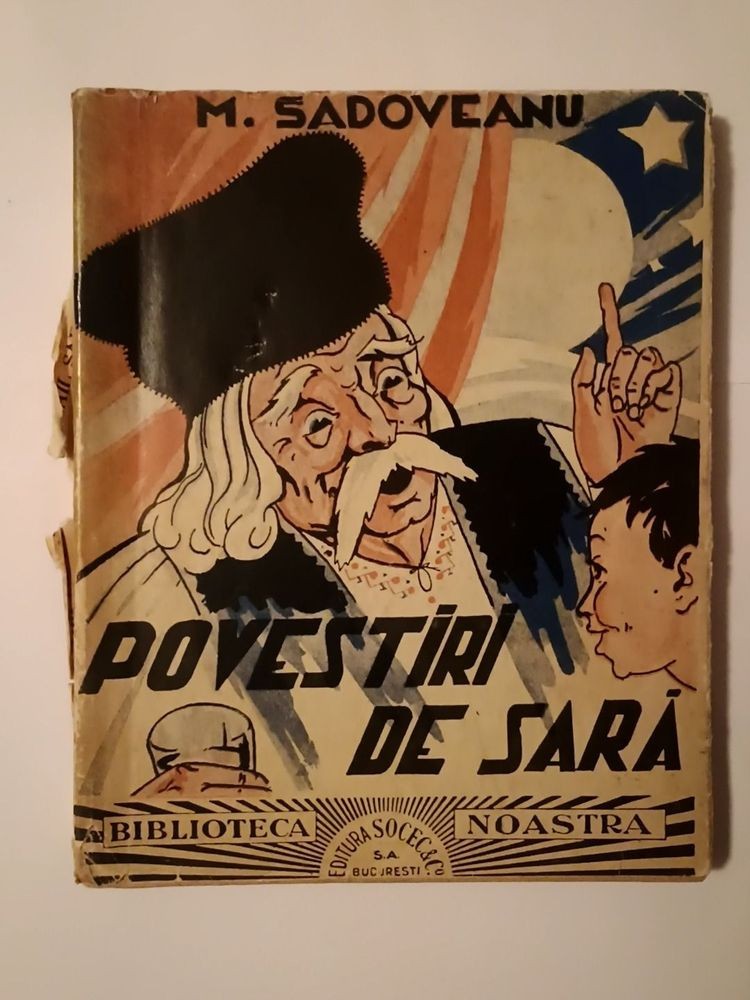 M. SADOVEANU
POVESTIRI
DE SARĂ
BIBLIOTECA
NOASTRA
EDITURA SOCEC & Co
S.A.
BUCUREȘTI